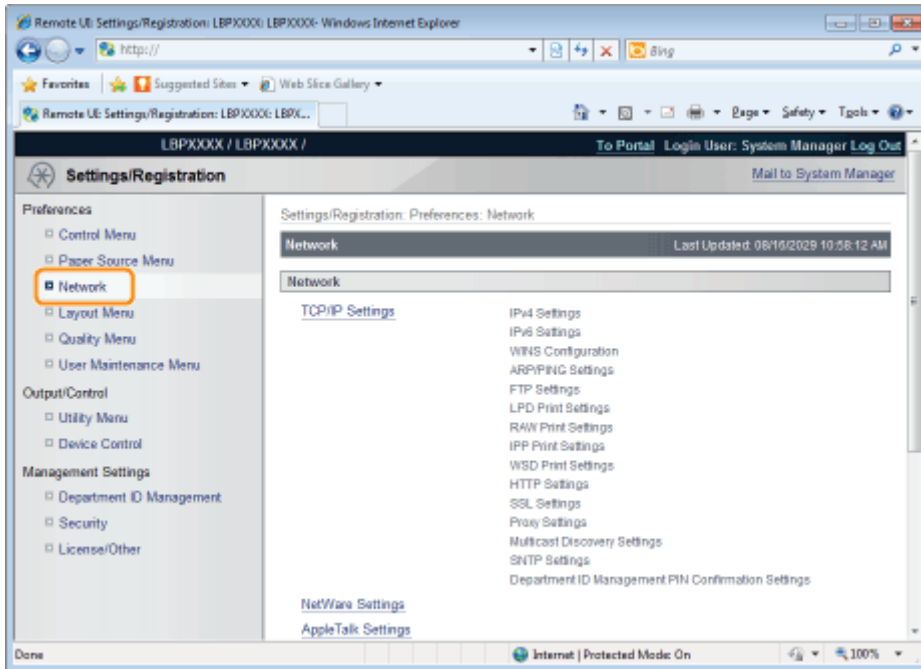 Remote UI: Settings/Registration: LBPXXXX: LBPXXXX- Windows Internet Explorer
http://
Bing
Favorites Suggested Sites Web Slice Gallery
Remote UI: Settings/Registration: LBPXXXX: LBPX...
Page Safety Tools
LBPXXXX / LBPXXXX /
To Portal Login User: System Manager Log Out
Settings/Registration
Mail to System Manager
Preferences
Control Menu
Paper Source Menu
Network
Layout Menu
Quality Menu
User Maintenance Menu
Output/Control
Utility Menu
Device Control
Management Settings
Department ID Management
Security
License/Other
Settings/Registration: Preferences: Network
Network Last Updated: 08/16/2029 10:58:12 AM
Network
TCP/IP Settings
IPv4 Settings
IPv6 Settings
WINS Configuration
ARP/PING Settings
FTP Settings
LPD Print Settings
RAW Print Settings
IPP Print Settings
WSD Print Settings
HTTP Settings
SSL Settings
Proxy Settings
Multicast Discovery Settings
SNTP Settings
Department ID Management PIN Confirmation Settings
NetWare Settings
AppleTalk Settings
Done
Internet | Protected Mode: On
100%